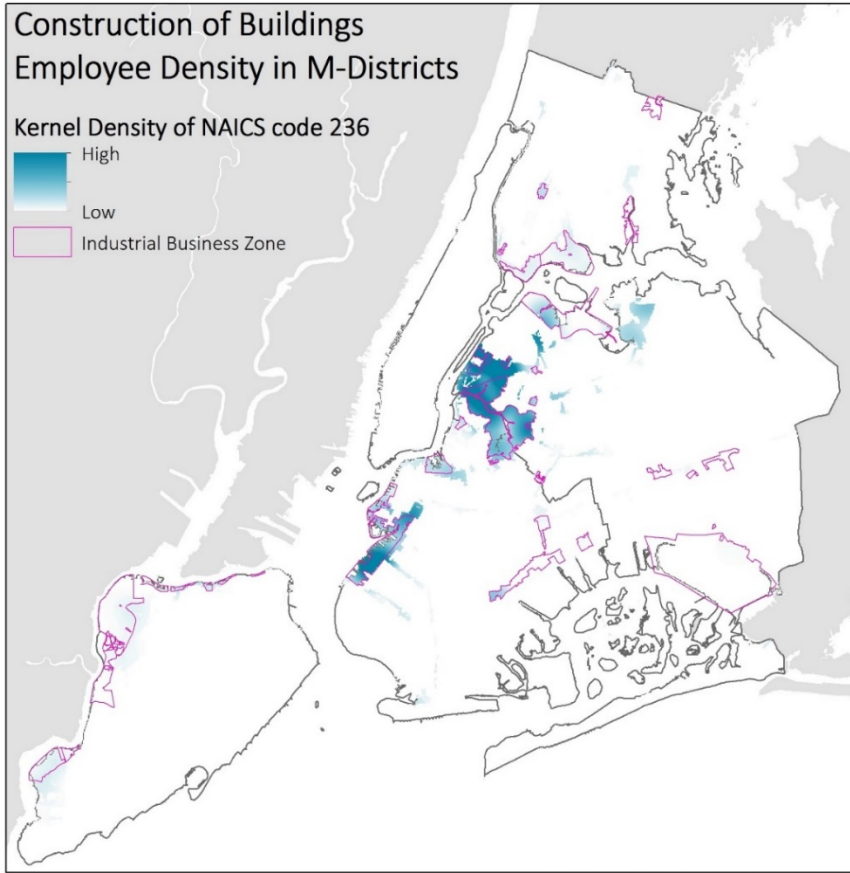 Construction of Buildings
Employee Density in M-Districts
Kernel Density of NAICS code 236
High
Low
Industrial Business Zone